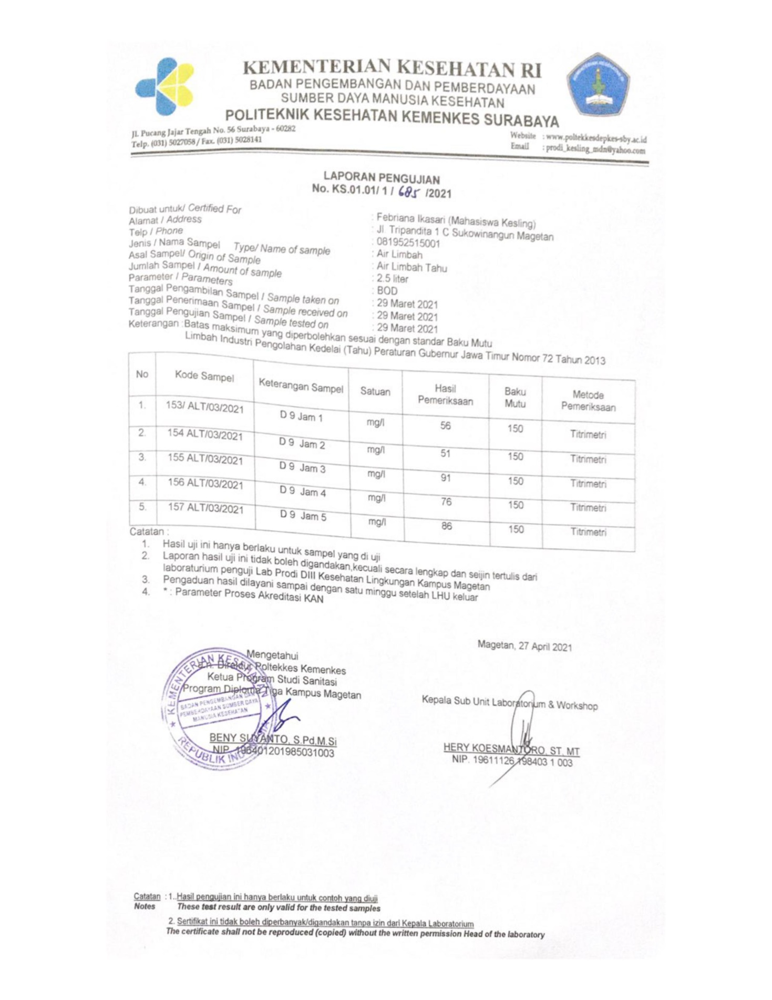 KEMENTERIAN KESEHATAN RI
BADAN PENGEMBANGAN DAN PEMBERDAYAAN
SUMBER DAYA MANUSIA KESEHATAN
POLITEKNIK KESEHATAN KEMENKES SURABAYA
Jl. Pucang Jajar Tengah No. 56 Surabaya - 60282
Telp. (031) 5027058 / Fax. (031) 5028141
Website : www.poltekkesdepkes-sby.ac.id
Email : prodi_kesling_mdn@yahoo.com
LAPORAN PENGUJIAN
No. KS.01.01/ 1 / 685 /2021
Dibuat untuk/ Certified For : Febriana Ikasari (Mahasiswa Kesling)
Alamat / Address : Jl. Tripandita 1 C Sukowinangun Magetan
Telp / Phone : 081952515001
Jenis / Nama Sampel Type/ Name of sample : Air Limbah
Asal Sampel/ Origin of Sample : Air Limbah Tahu
Jumlah Sampel / Amount of sample : 2.5 liter
Parameter / Parameters : BOD
Tanggal Pengambilan Sampel / Sample taken on : 29 Maret 2021
Tanggal Penerimaan Sampel / Sample received on : 29 Maret 2021
Tanggal Pengujian Sampel / Sample tested on : 29 Maret 2021
Keterangan :Batas maksimum yang diperbolehkan sesuai dengan standar Baku Mutu
Limbah Industri Pengolahan Kedelai (Tahu) Peraturan Gubernur Jawa Timur Nomor 72 Tahun 2013
No Kode Sampel Keterangan Sampel Satuan Hasil Pemeriksaan Baku Mutu Metode Pemeriksaan
1. 153/ ALT/03/2021 D 9 Jam 1 mg/l 56 150 Titrimetri
2. 154 ALT/03/2021 D 9 Jam 2 mg/l 51 150 Titrimetri
3. 155 ALT/03/2021 D 9 Jam 3 mg/l 91 150 Titrimetri
4. 156 ALT/03/2021 D 9 Jam 4 mg/l 76 150 Titrimetri
5. 157 ALT/03/2021 D 9 Jam 5 mg/l 86 150 Titrimetri
Catatan :
1. Hasil uji ini hanya berlaku untuk sampel yang di uji
2. Laporan hasil uji ini tidak boleh digandakan,kecuali secara lengkap dan seijin tertulis dari
laboraturium penguji Lab Prodi DIII Kesehatan Lingkungan Kampus Magetan
3. Pengaduan hasil dilayani sampai dengan satu minggu setelah LHU keluar
4. * : Parameter Proses Akreditasi KAN
Magetan, 27 April 2021
Mengetahui
a.n. Direktur Poltekkes Kemenkes
Ketua Program Studi Sanitasi
Program Diploma Tiga Kampus Magetan
KEMENTERIAN KESEHATAN
BADAN PENGEMBANGAN DAN
PEMBERDAYAAN SUMBER DAYA
MANUSIA KESEHATAN
REPUBLIK INDONESIA
BENY SUYANTO, S.Pd,M.Si
NIP. 196401201985031003
Kepala Sub Unit Laboratorium & Workshop
HERY KOESMANTORO, ST, MT
NIP. 19611126 198403 1 003
Catatan : 1..Hasil pengujian ini hanya berlaku untuk contoh yang diuji
Notes These test result are only valid for the tested samples
2. Sertifikat ini tidak boleh diperbanyak/digandakan tanpa izin dari Kepala Laboratorium
The certificate shall not be reproduced (copied) without the written permission Head of the laboratory